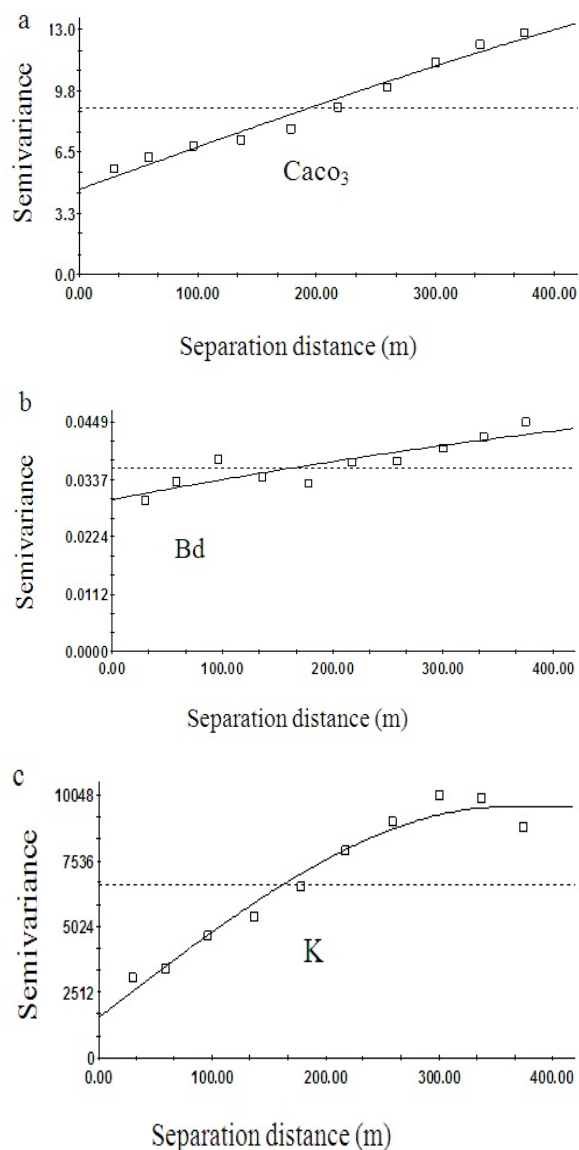 a
Semivariance
13.0
9.8
6.5
3.3
0.0
0.00 100.00 200.00 300.00 400.00
Caco₃
Separation distance (m)
b
Semivariance
0.0449
0.0337
0.0224
0.0112
0.0000
0.00 100.00 200.00 300.00 400.00
Bd
Separation distance (m)
c
Semivariance
10048
7536
5024
2512
0
0.00 100.00 200.00 300.00 400.00
K
Separation distance (m)